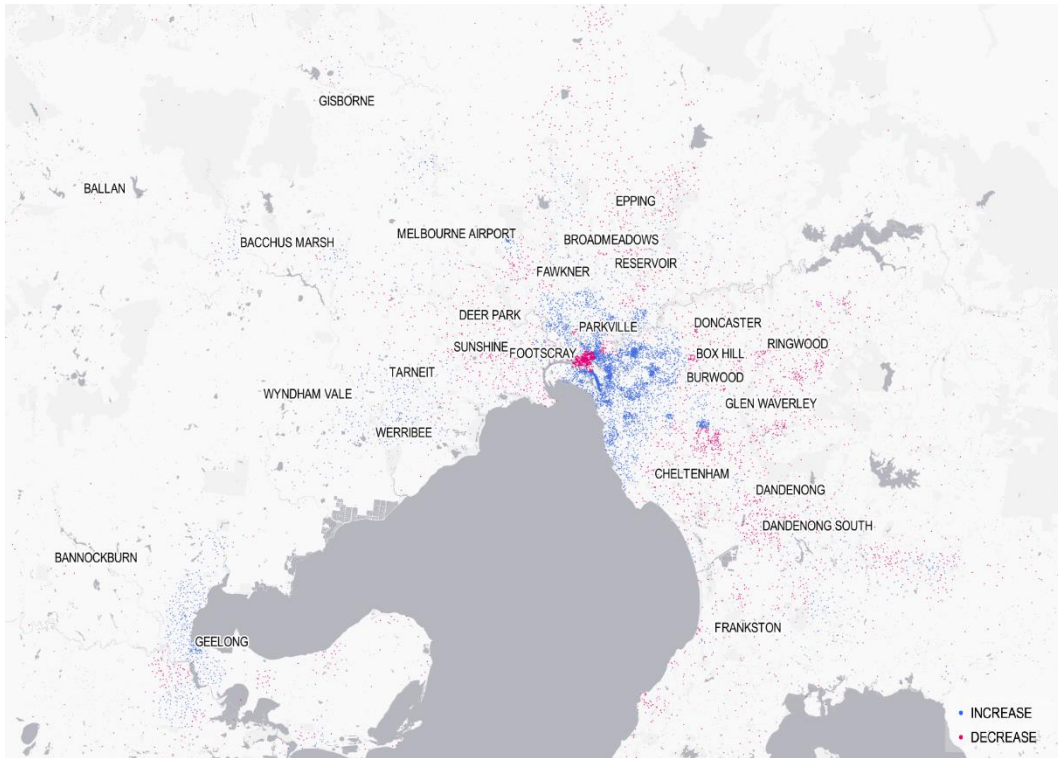 GISBORNE
BALLAN
EPPING
MELBOURNE AIRPORT
BACCHUS MARSH
BROADMEADOWS
RESERVOIR
FAWKNER
DEER PARK
PARKVILLE
DONCASTER
SUNSHINE
FOOTSCRAY
BOX HILL
RINGWOOD
TARNEIT
BURWOOD
WYNDHAM VALE
GLEN WAVERLEY
WERRIBEE
CHELTENHAM
DANDENONG
DANDENONG SOUTH
BANNOCKBURN
FRANKSTON
GEELONG
INCREASE
DECREASE